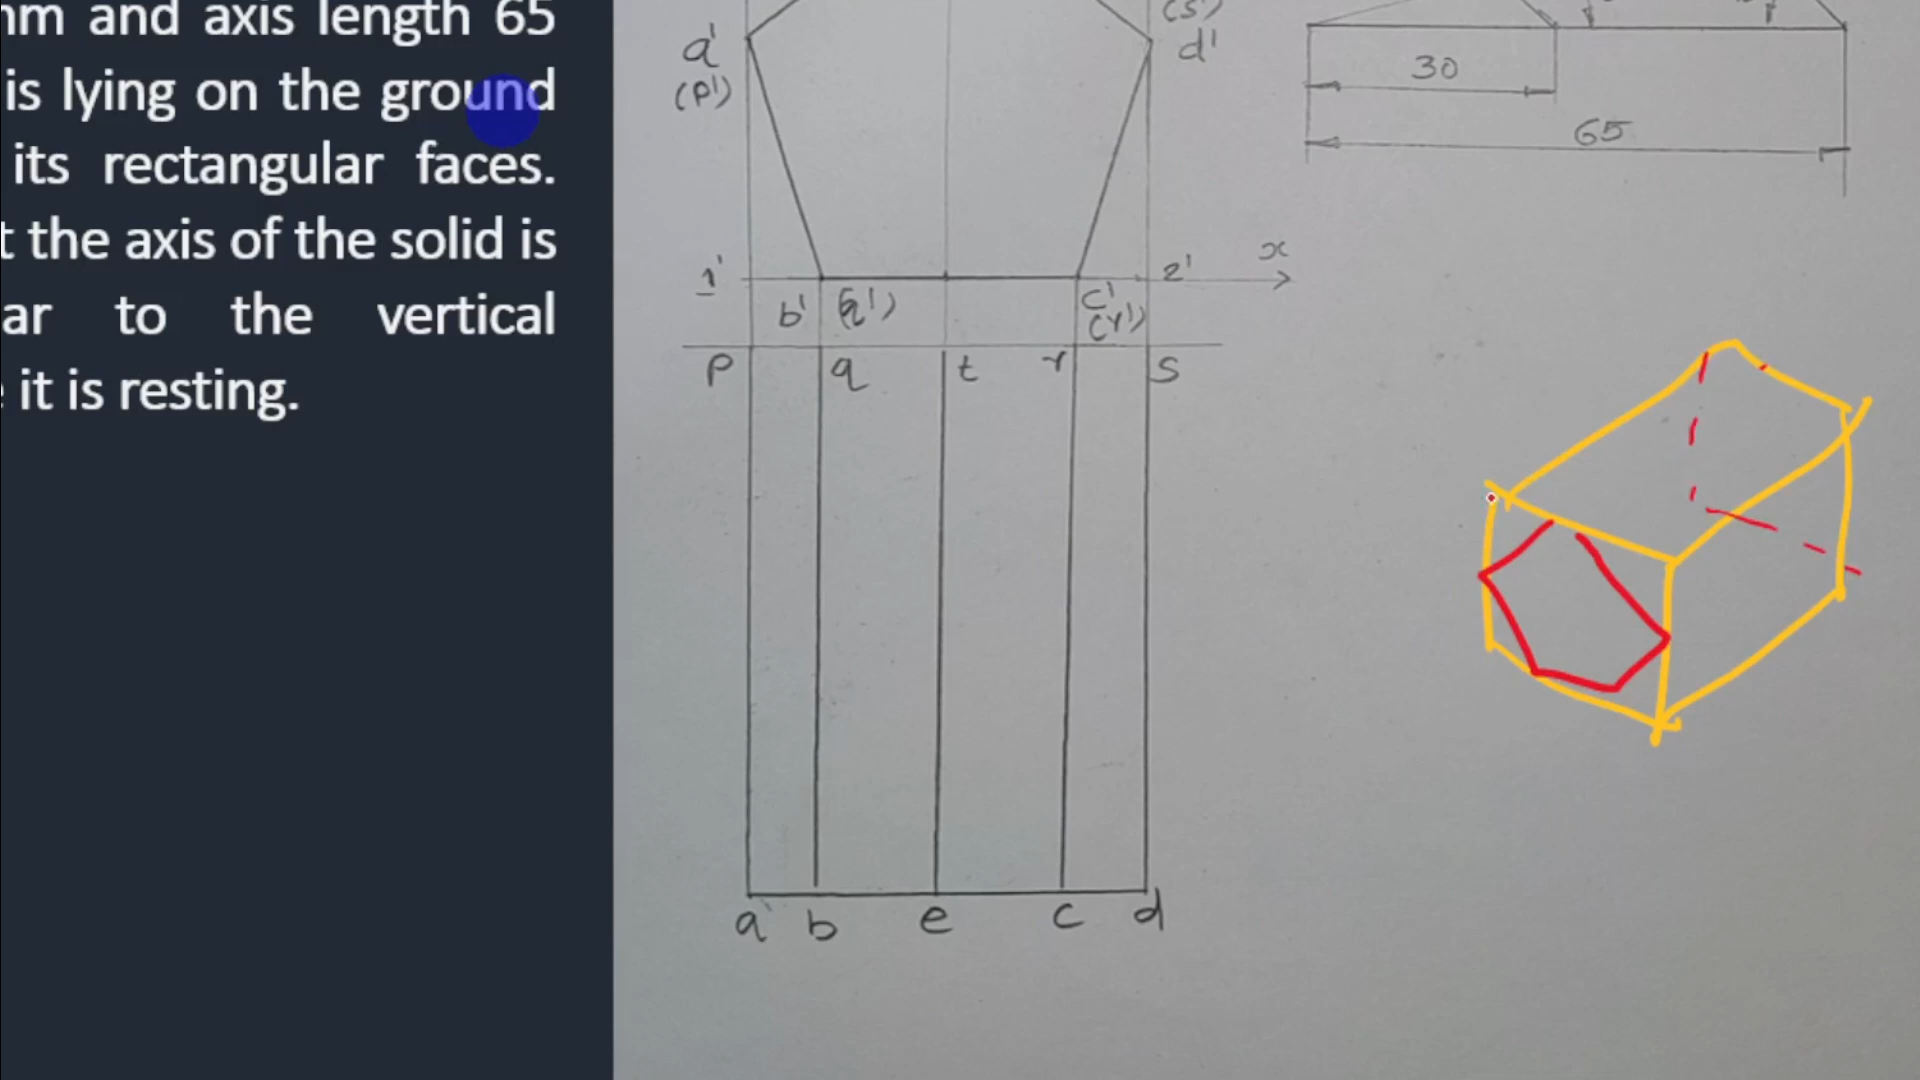 mm and axis length 65
is lying on the ground
its rectangular faces.
t the axis of the solid is
ar to the vertical
it is resting.
a'
(p')
(s')
d'
30
65
x
1'
2'
b' (q')
c'
(r')
p q t r s
a b e c d